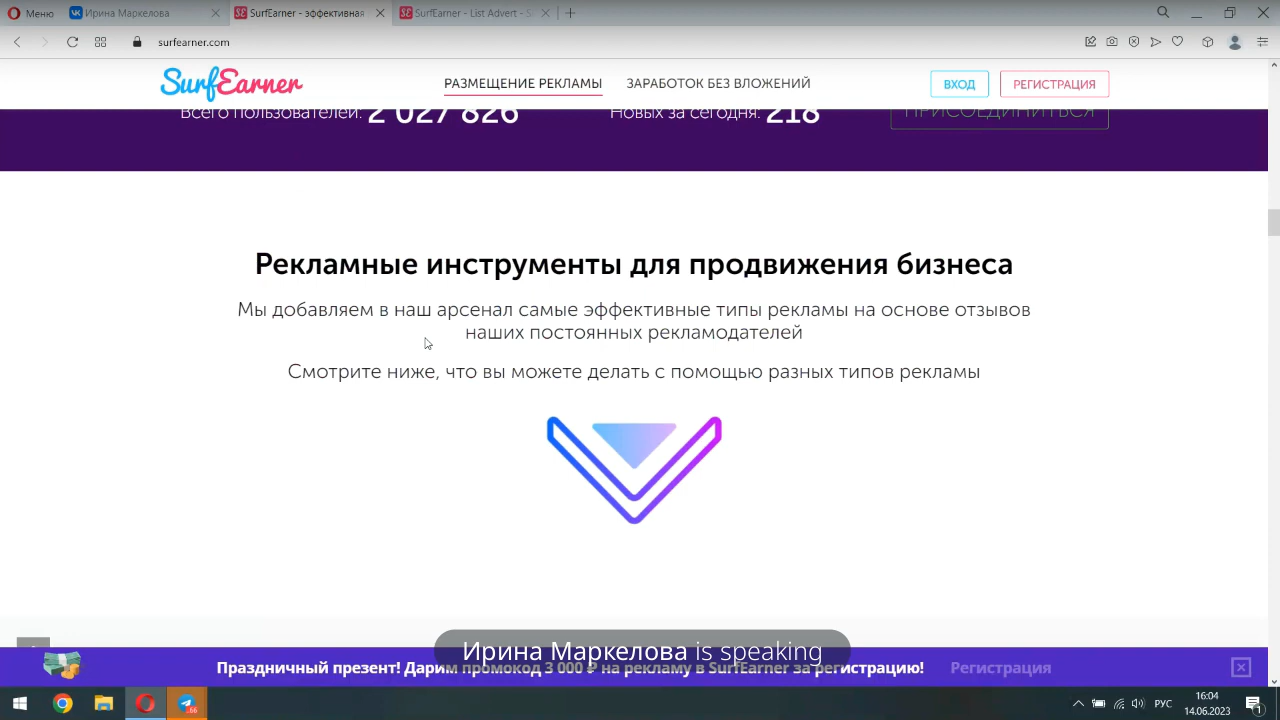 Меню
Ирина Маркелова
SurfEarner - эффективная
SurfEarner - List Advert - S
surfearner.com
SurfEarner
РАЗМЕЩЕНИЕ РЕКЛАМЫ
ЗАРАБОТОК БЕЗ ВЛОЖЕНИЙ
ВХОД
РЕГИСТРАЦИЯ
Всего пользователей: 2 027 826
Новых за сегодня: 218
ПРИСОЕДИНИТЬСЯ
Рекламные инструменты для продвижения бизнеса
Мы добавляем в наш арсенал самые эффективные типы рекламы на основе отзывов
наших постоянных рекламодателей
Смотрите ниже, что вы можете делать с помощью разных типов рекламы
Ирина Маркелова is speaking
Праздничный презент! Дарим промокод 3 000 ₽ на рекламу в SurfEarner за регистрацию!
Регистрация
66
РУС
16:04
14.06.2023
1